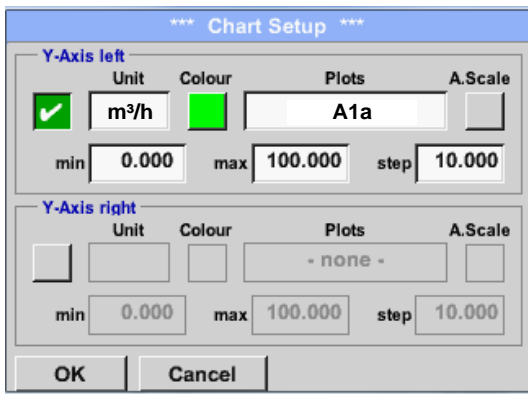 *** Chart Setup ***
Y-Axis left
Unit Colour Plots A.Scale
m³/h A1a
min 0.000 max 100.000 step 10.000
Y-Axis right
Unit Colour Plots A.Scale
- none -
min 0.000 max 100.000 step 10.000
OK Cancel